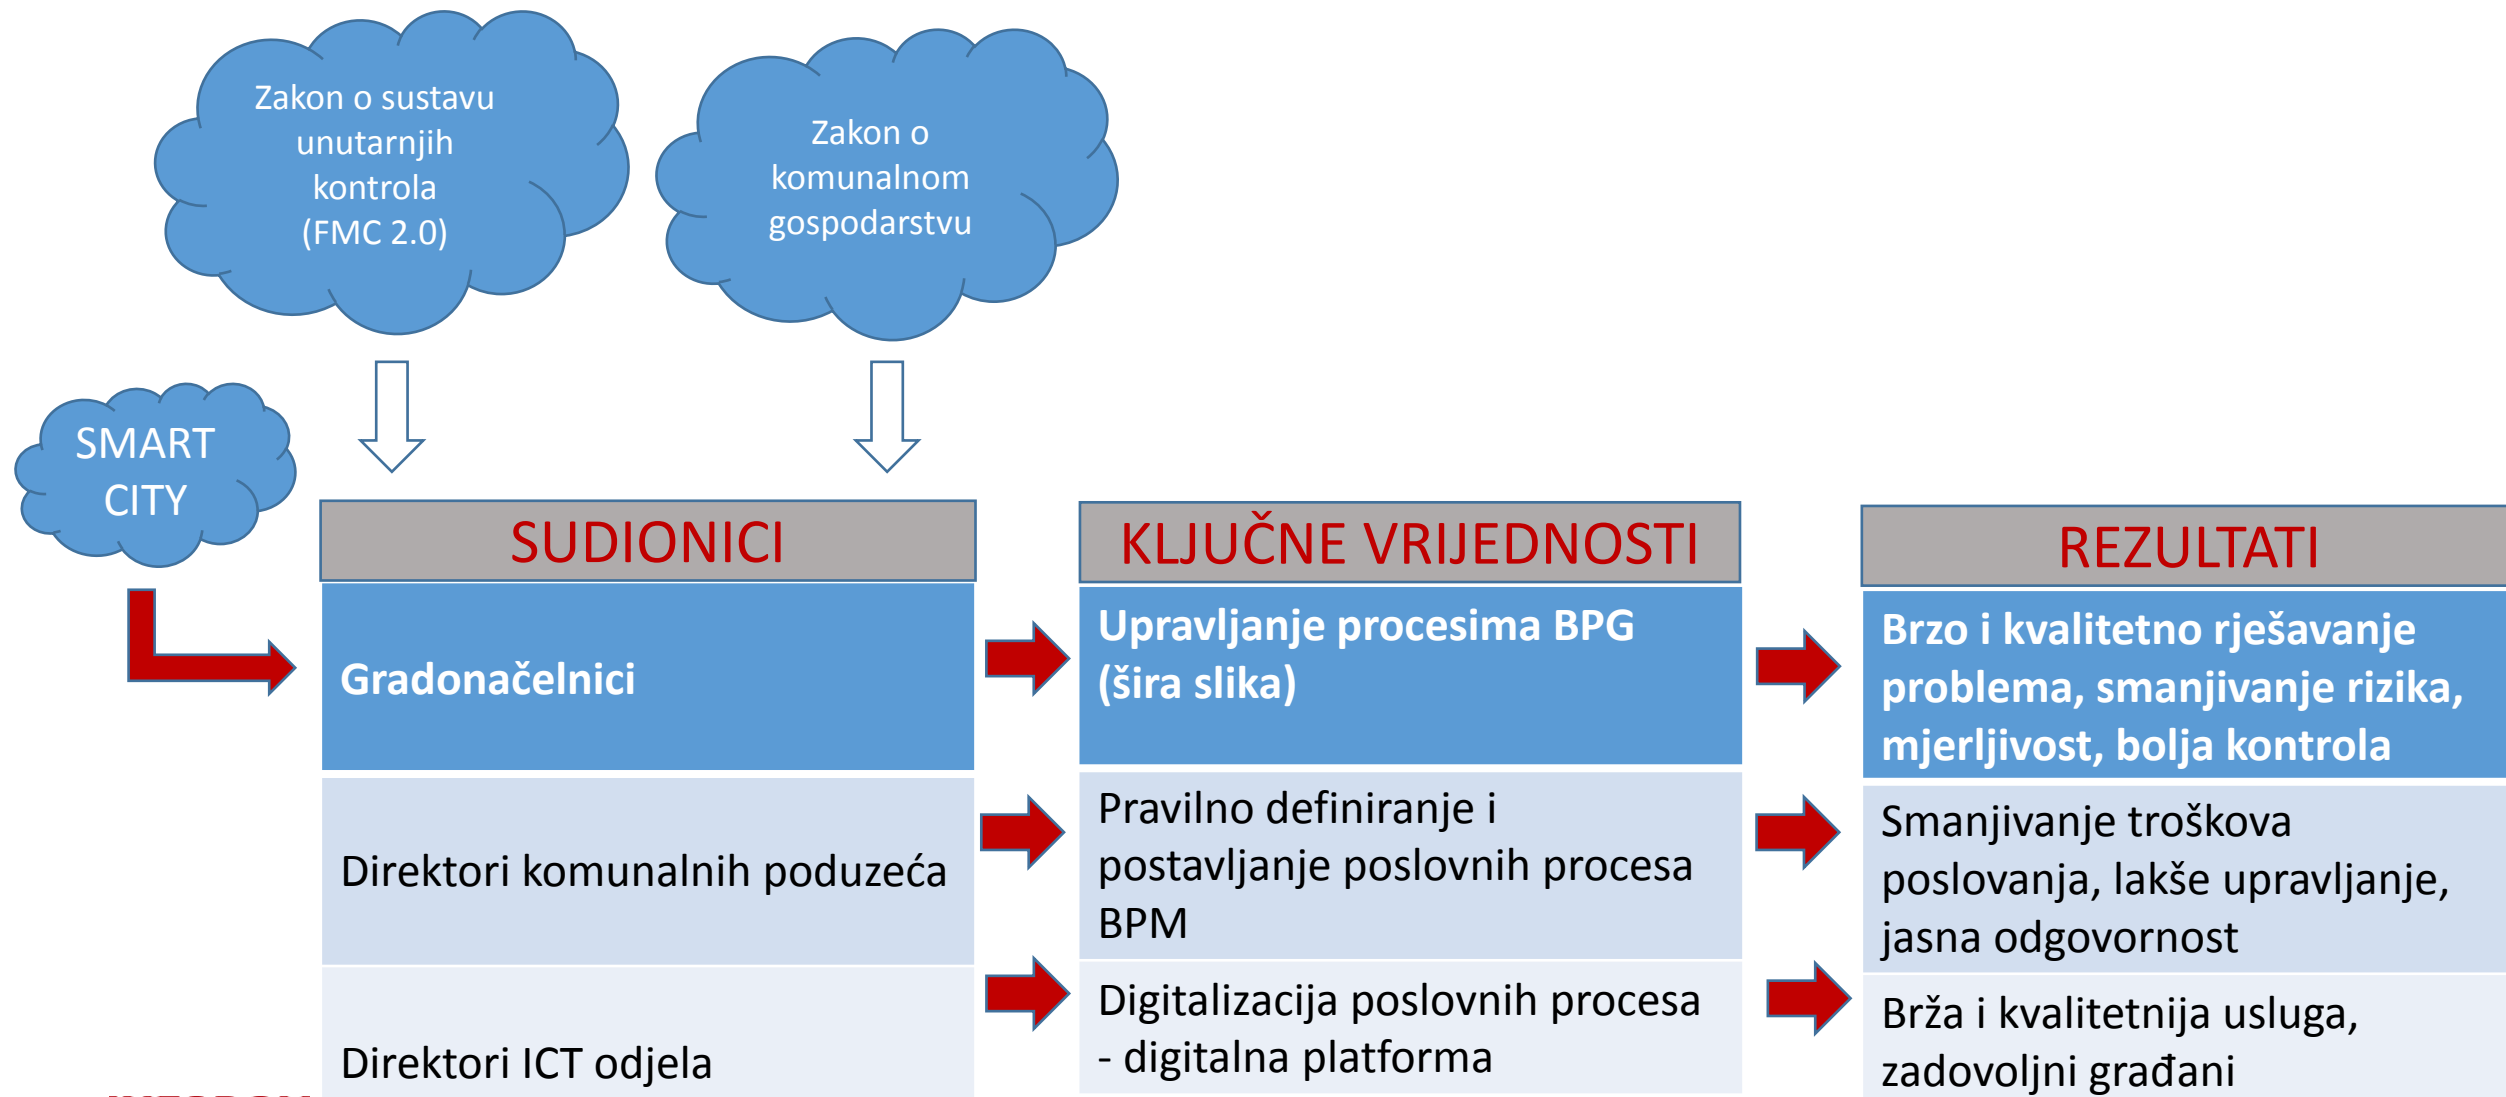 Zakon o sustavu
unutarnjih
kontrola
(FMC 2.0)
Zakon o
komunalnom
gospodarstvu
SMART
CITY
SUDIONICI
KLJUČNE VRIJEDNOSTI
REZULTATI
Gradonačelnici
Upravljanje procesima BPG
(šira slika)
Brzo i kvalitetno rješavanje
problema, smanjivanje rizika,
mjerljivost, bolja kontrola
Direktori komunalnih poduzeća
Pravilno definiranje i
postavljanje poslovnih procesa
BPM
Smanjivanje troškova
poslovanja, lakše upravljanje,
jasna odgovornost
Direktori ICT odjela
Digitalizacija poslovnih procesa
- digitalna platforma
Brža i kvalitetnija usluga,
zadovoljni građani